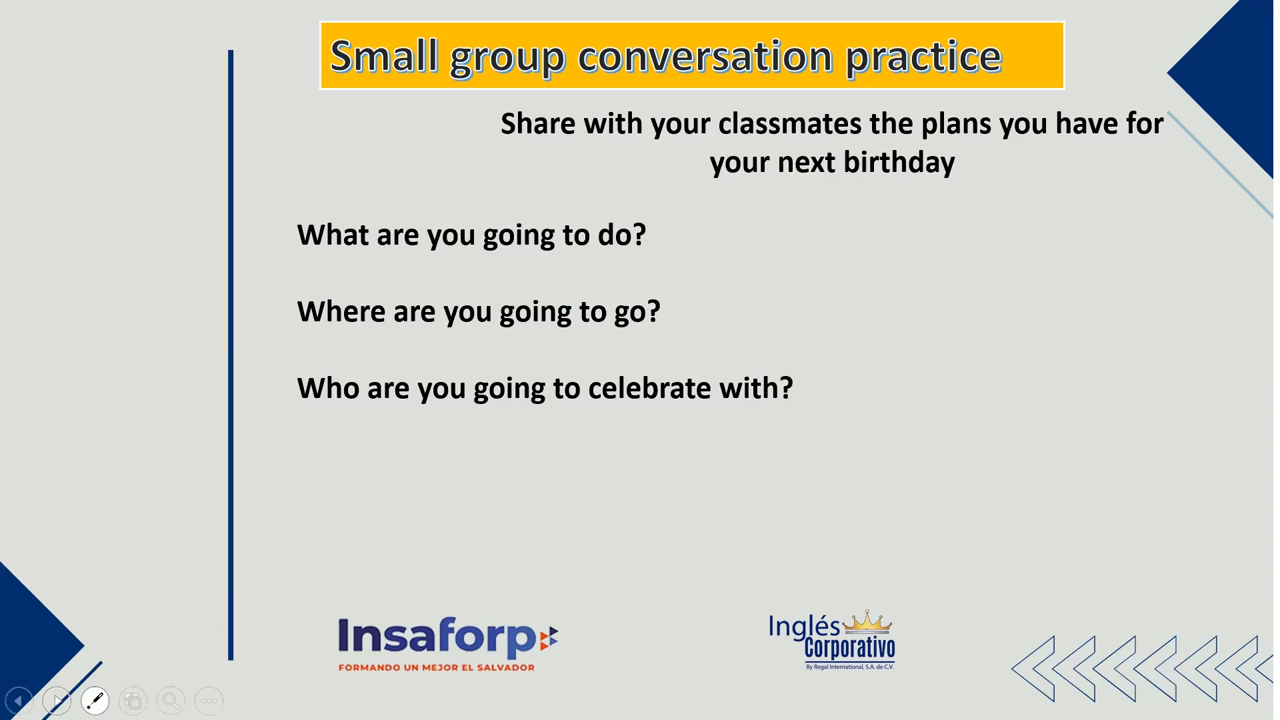 Small group conversation practice
Share with your classmates the plans you have for
your next birthday
What are you going to do?
Where are you going to go?
Who are you going to celebrate with?
Insaforp
FORMANDO UN MEJOR EL SALVADOR
Inglés
Corporativo
By Regal International, S.A. de C.V.